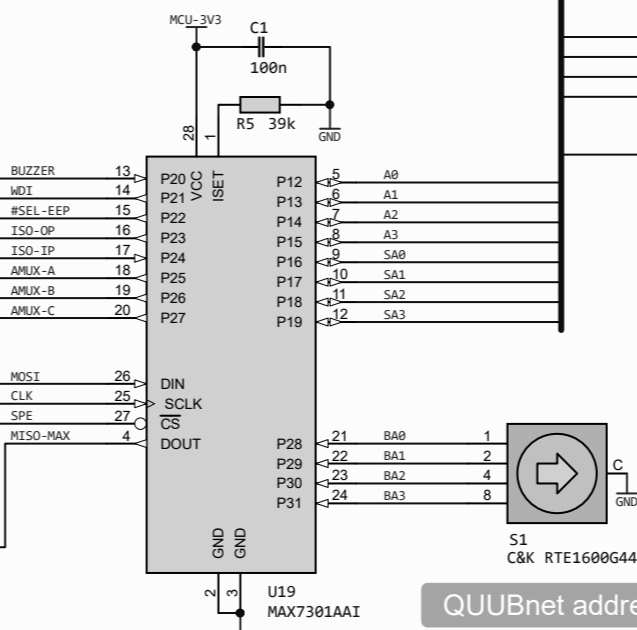 MCU-3V3
C1
100n
R5 39k
GND
28
1
VCC
ISET
BUZZER 13 P20
WDI 14 P21
#SEL-EEP 15 P22
ISO-OP 16 P23
ISO-IP 17 P24
AMUX-A 18 P25
AMUX-B 19 P26
AMUX-C 20 P27
P12 5 A0
P13 6 A1
P14 7 A2
P15 8 A3
P16 9 SA0
P17 10 SA1
P18 11 SA2
P19 12 SA3
MOSI 26 DIN
CLK 25 SCLK
SPE 27 CS
MISO-MAX 4 DOUT
P28 21 BA0 1
P29 22 BA1 2
P30 23 BA2 4
P31 24 BA3 8
C
GND
S1
C&K RTE1600G44
GND
GND
2
3
U19
MAX7301AAI
QUUBnet addre